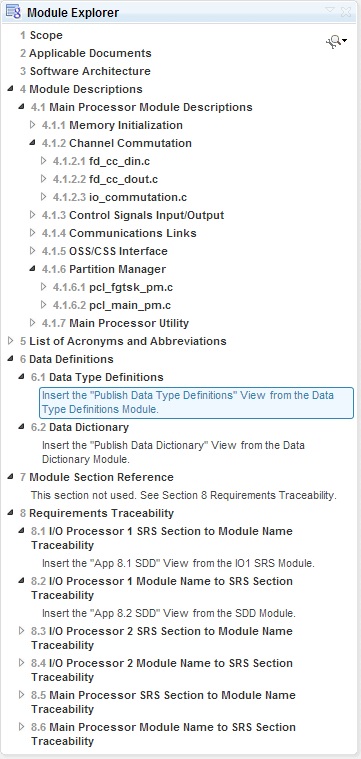 Module Explorer
1 Scope
2 Applicable Documents
3 Software Architecture
4 Module Descriptions
4.1 Main Processor Module Descriptions
4.1.1 Memory Initialization
4.1.2 Channel Commutation
4.1.2.1 fd_cc_din.c
4.1.2.2 fd_cc_dout.c
4.1.2.3 io_commutation.c
4.1.3 Control Signals Input/Output
4.1.4 Communications Links
4.1.5 OSS/CSS Interface
4.1.6 Partition Manager
4.1.6.1 pcl_fgtsk_pm.c
4.1.6.2 pcl_main_pm.c
4.1.7 Main Processor Utility
5 List of Acronyms and Abbreviations
6 Data Definitions
6.1 Data Type Definitions
Insert the "Publish Data Type Definitions" View from the Data
Type Definitions Module.
6.2 Data Dictionary
Insert the "Publish Data Dictionary" View from the Data
Dictionary Module.
7 Module Section Reference
This section not used. See Section 8 Requirements Traceability.
8 Requirements Traceability
8.1 I/O Processor 1 SRS Section to Module Name
Traceability
Insert the "App 8.1 SDD" View from the IO1 SRS Module.
8.2 I/O Processor 1 Module Name to SRS Section
Traceability
Insert the "App 8.2 SDD" View from the SDD Module.
8.3 I/O Processor 2 SRS Section to Module Name
Traceability
8.4 I/O Processor 2 Module Name to SRS Section
Traceability
8.5 Main Processor SRS Section to Module Name
Traceability
8.6 Main Processor Module Name to SRS Section
Traceability